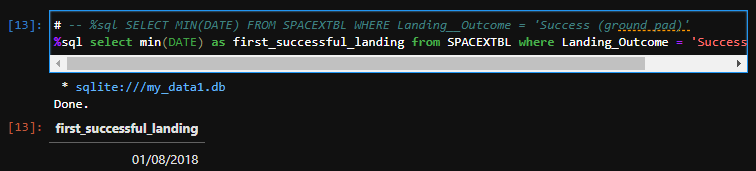 [13]: # -- %sql SELECT MIN(DATE) FROM SPACEXTBL WHERE Landing__Outcome = 'Success (ground pad)'
%sql select min(DATE) as first_successful_landing from SPACEXTBL where Landing_Outcome = 'Success
* sqlite:///my_data1.db
Done.
[13]: first_successful_landing
01/08/2018